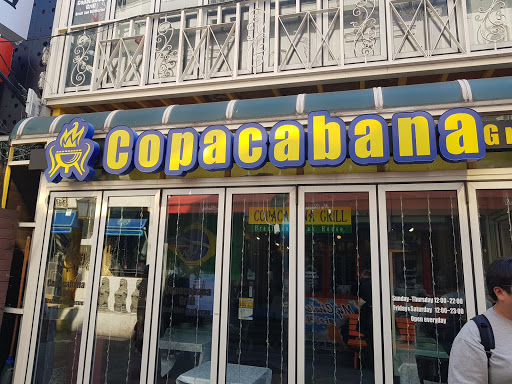 Copacabana
COPACABANA GRILL
Sunday-Thursday 12:00-22:00
Friday&Saturday 12:00-23:00
Open everyday